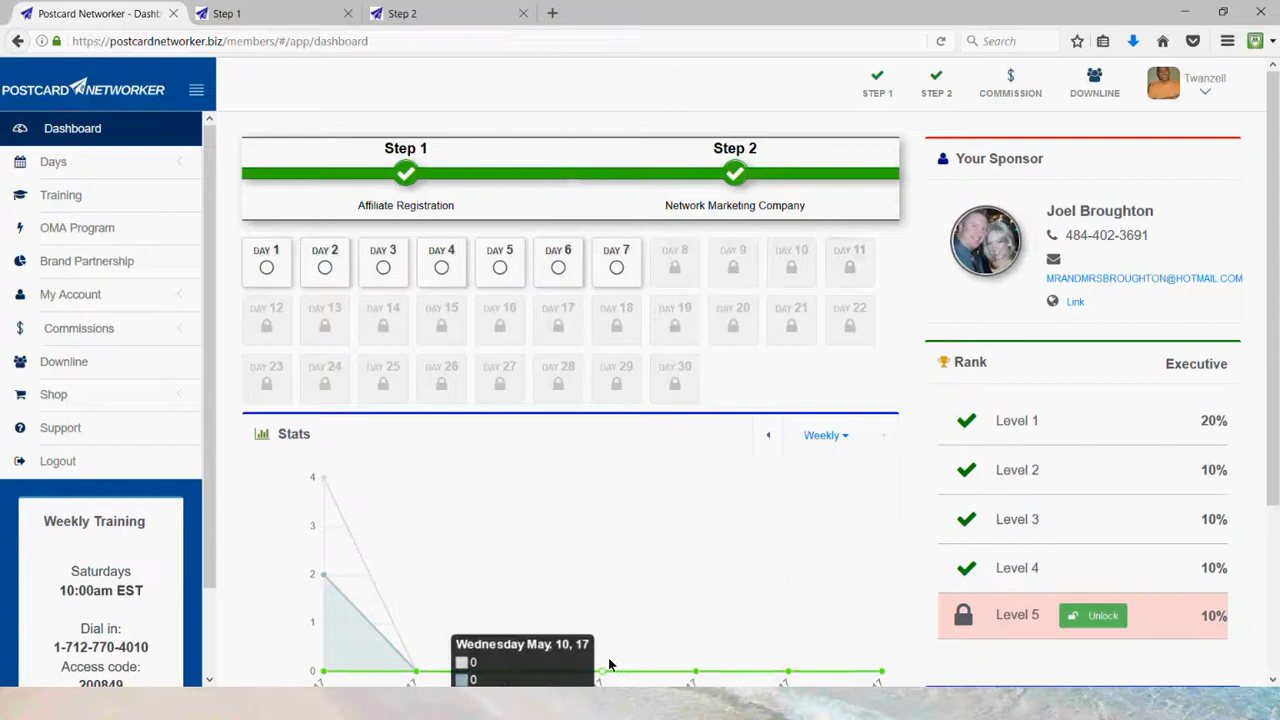 Postcard Networker - Dashb
Step 1
Step 2
https://postcardnetworker.biz/members/#/app/dashboard
Search
POSTCARD NETWORKER
STEP 1
STEP 2
$
COMMISSION
DOWNLINE
Twanzell
Dashboard
Days
Training
OMA Program
Brand Partnership
My Account
$ Commissions
Downline
Shop
Support
Logout
Weekly Training
Saturdays
10:00am EST
Dial in:
1-712-770-4010
Access code:
200849
Step 1
Step 2
Affiliate Registration
Network Marketing Company
DAY 1 DAY 2 DAY 3 DAY 4 DAY 5 DAY 6 DAY 7 DAY 8 DAY 9 DAY 10 DAY 11
DAY 12 DAY 13 DAY 14 DAY 15 DAY 16 DAY 17 DAY 18 DAY 19 DAY 20 DAY 21 DAY 22
DAY 23 DAY 24 DAY 25 DAY 26 DAY 27 DAY 28 DAY 29 DAY 30
Stats
Weekly
4
3
2
1
0
Wednesday May. 10, 17
0
0
Your Sponsor
Joel Broughton
484-402-3691
MRANDMRSBROUGHTON@HOTMAIL.COM
Link
Rank
Executive
Level 1 20%
Level 2 10%
Level 3 10%
Level 4 10%
Level 5 Unlock 10%